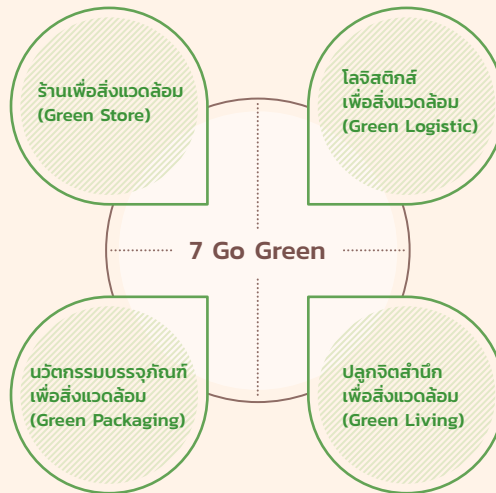 ร้านเพื่อสิ่งแวดล้อม
(Green Store)
โลจิสติกส์
เพื่อสิ่งแวดล้อม
(Green Logistic)
7 Go Green
นวัตกรรมบรรจุภัณฑ์
เพื่อสิ่งแวดล้อม
(Green Packaging)
ปลูกจิตสำนึก
เพื่อสิ่งแวดล้อม
(Green Living)